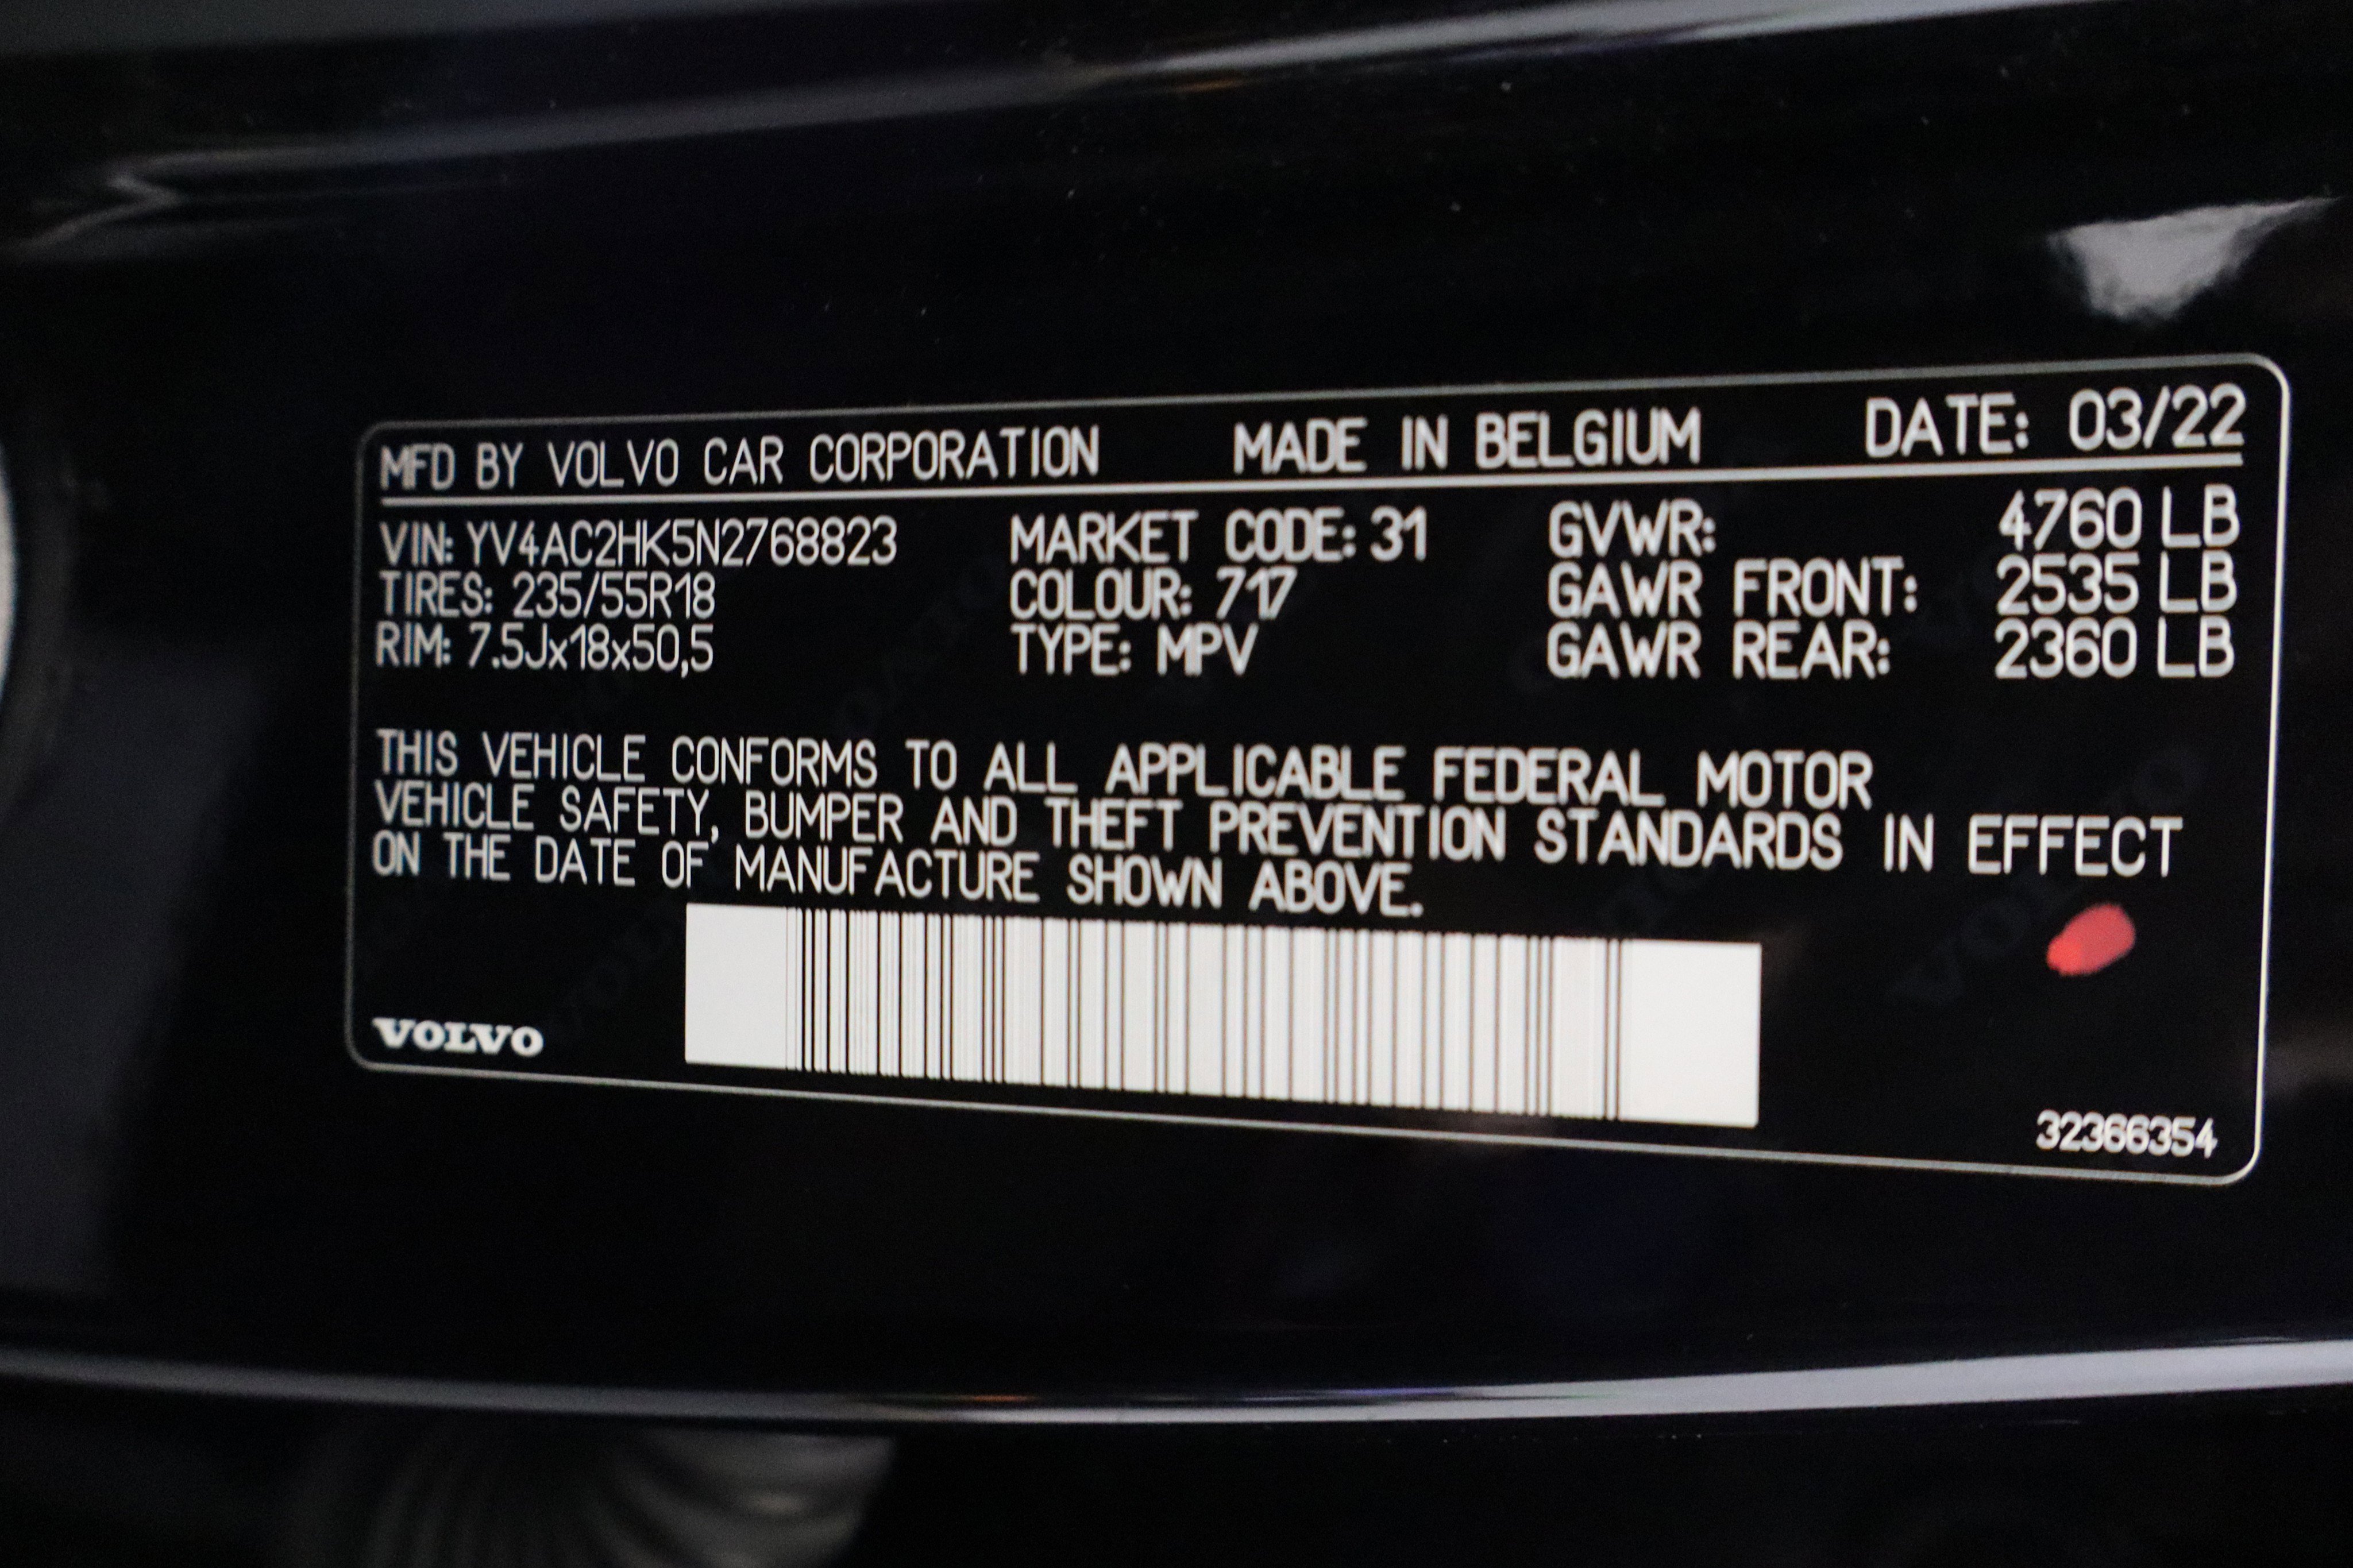 MFD BY VOLVO CAR CORPORATION MADE IN BELGIUM DATE: 03/22
VIN: YV4AC2HK5N2768823 MARKET CODE: 31 GVWR: 4760 LB
TIRES: 235/55R18 COLOUR: 717 GAWR FRONT: 2535 LB
RIM: 7.5Jx18x50,5 TYPE: MPV GAWR REAR: 2360 LB
THIS VEHICLE CONFORMS TO ALL APPLICABLE FEDERAL MOTOR
VEHICLE SAFETY, BUMPER AND THEFT PREVENTION STANDARDS IN EFFECT
ON THE DATE OF MANUFACTURE SHOWN ABOVE.
VOLVO
32366354